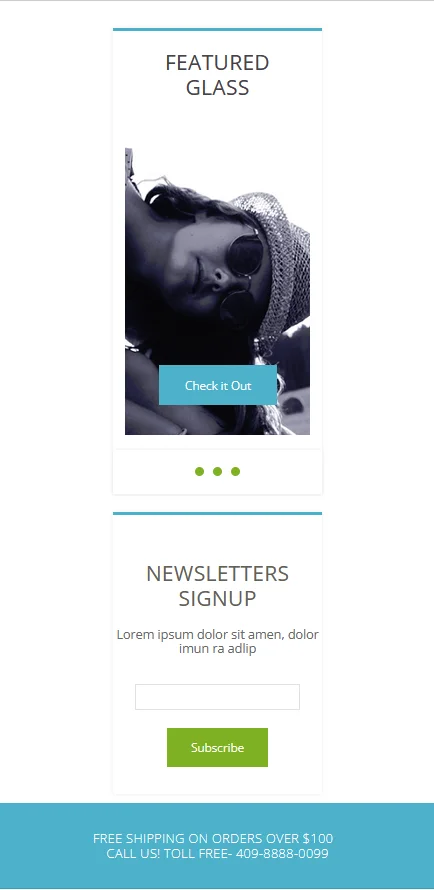 FEATURED
GLASS
Check it Out
NEWSLETTERS
SIGNUP
Lorem ipsum dolor sit amen, dolor
imun ra adlip
Subscribe
FREE SHIPPING ON ORDERS OVER $100
CALL US! TOLL FREE- 409-8888-0099